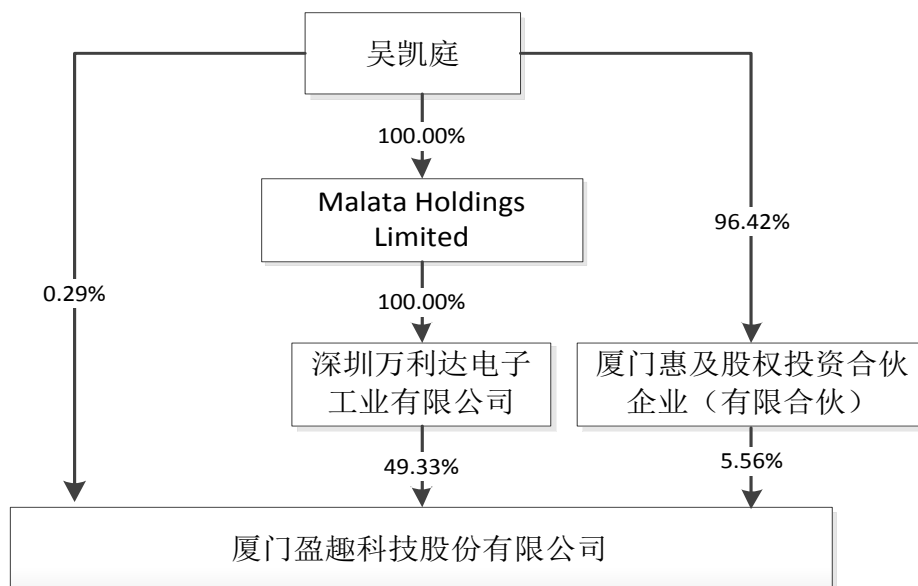 吴凯庭
100.00%
Malata Holdings
Limited
96.42%
0.29%
100.00%
深圳万利达电子
工业有限公司
厦门惠及股权投资合伙
企业（有限合伙）
49.33%
5.56%
厦门盈趣科技股份有限公司